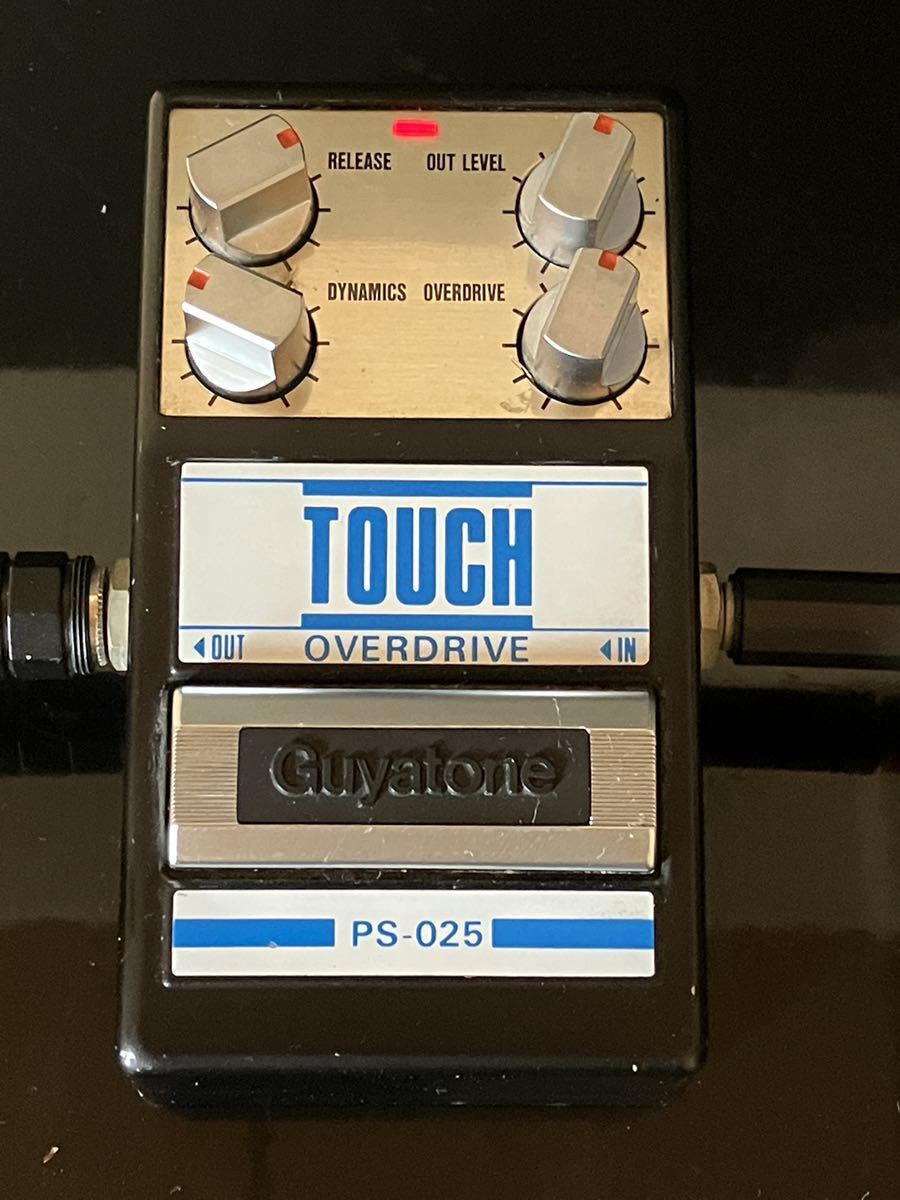 RELEASE OUT LEVEL
DYNAMICS OVERDRIVE
TOUCH
◀OUT OVERDRIVE ◀IN
Guyatone
PS-025